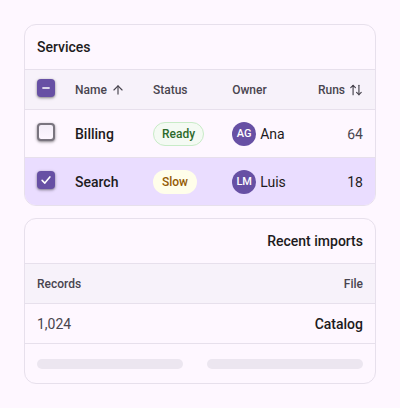 Services
Name Status Owner Runs
Billing Ready AG Ana 64
Search Slow LM Luis 18
Recent imports
Records File
1,024 Catalog